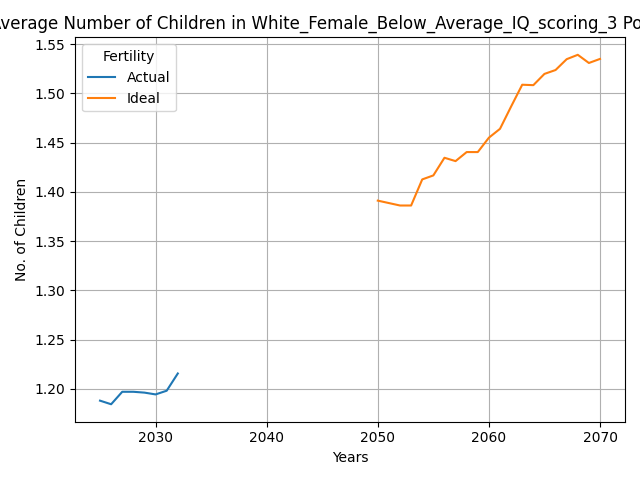 Average Number of Children in White_Female_Below_Average_IQ_scoring_3 Po
Fertility
Actual
Ideal
No. of Children
1.55
1.50
1.45
1.40
1.35
1.30
1.25
1.20
2030 2040 2050 2060 2070
Years